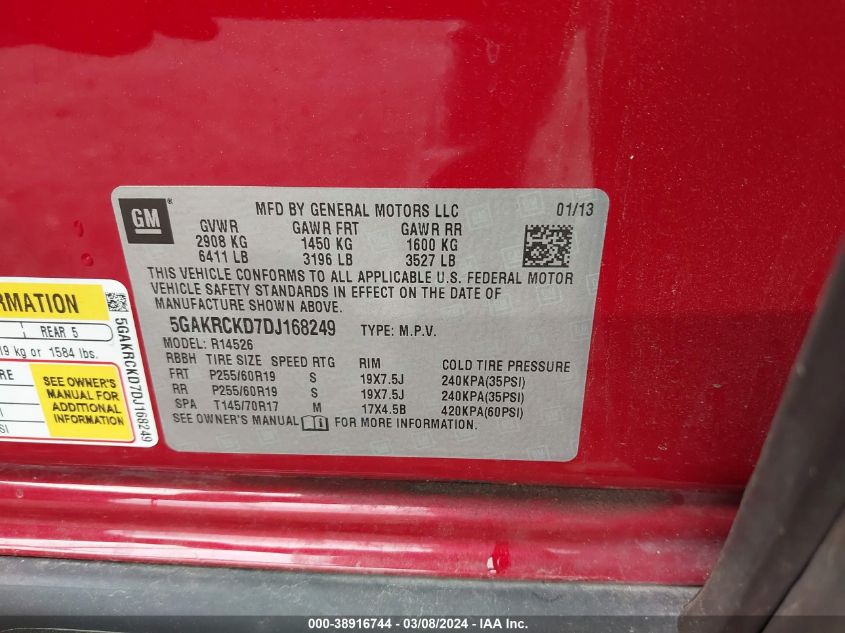 GM
MFD BY GENERAL MOTORS LLC 01/13
GVWR GAWR FRT GAWR RR
2908 KG 1450 KG 1600 KG
6411 LB 3196 LB 3527 LB
THIS VEHICLE CONFORMS TO ALL APPLICABLE U.S. FEDERAL MOTOR
VEHICLE SAFETY STANDARDS IN EFFECT ON THE DATE OF
MANUFACTURE SHOWN ABOVE.
5GAKRCKD7DJ168249 TYPE: M.P.V.
MODEL: R14526
RBBH TIRE SIZE SPEED RTG RIM COLD TIRE PRESSURE
FRT P255/60R19 S 19X7.5J 240KPA(35PSI)
RR P255/60R19 S 19X7.5J 240KPA(35PSI)
SPA T145/70R17 M 17X4.5B 420KPA(60PSI)
SEE OWNER'S MANUAL i FOR MORE INFORMATION.
REAR 5
kg or 1584 lbs.
SEE OWNER'S
MANUAL FOR
ADDITIONAL
INFORMATION
5GAKRCKD7DJ168249
000-38916744 - 03/08/2024 - IAA Inc.